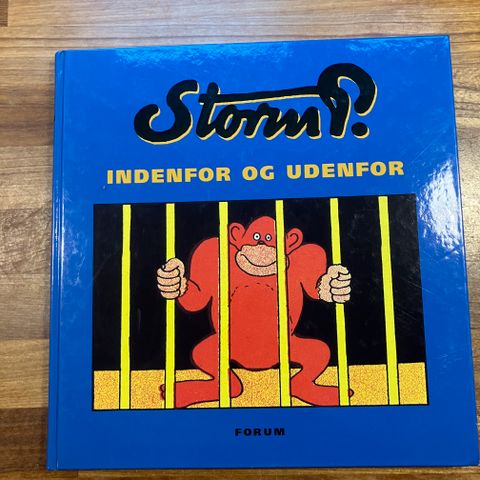 Storm P.
INDENFOR OG UDENFOR
FORUM